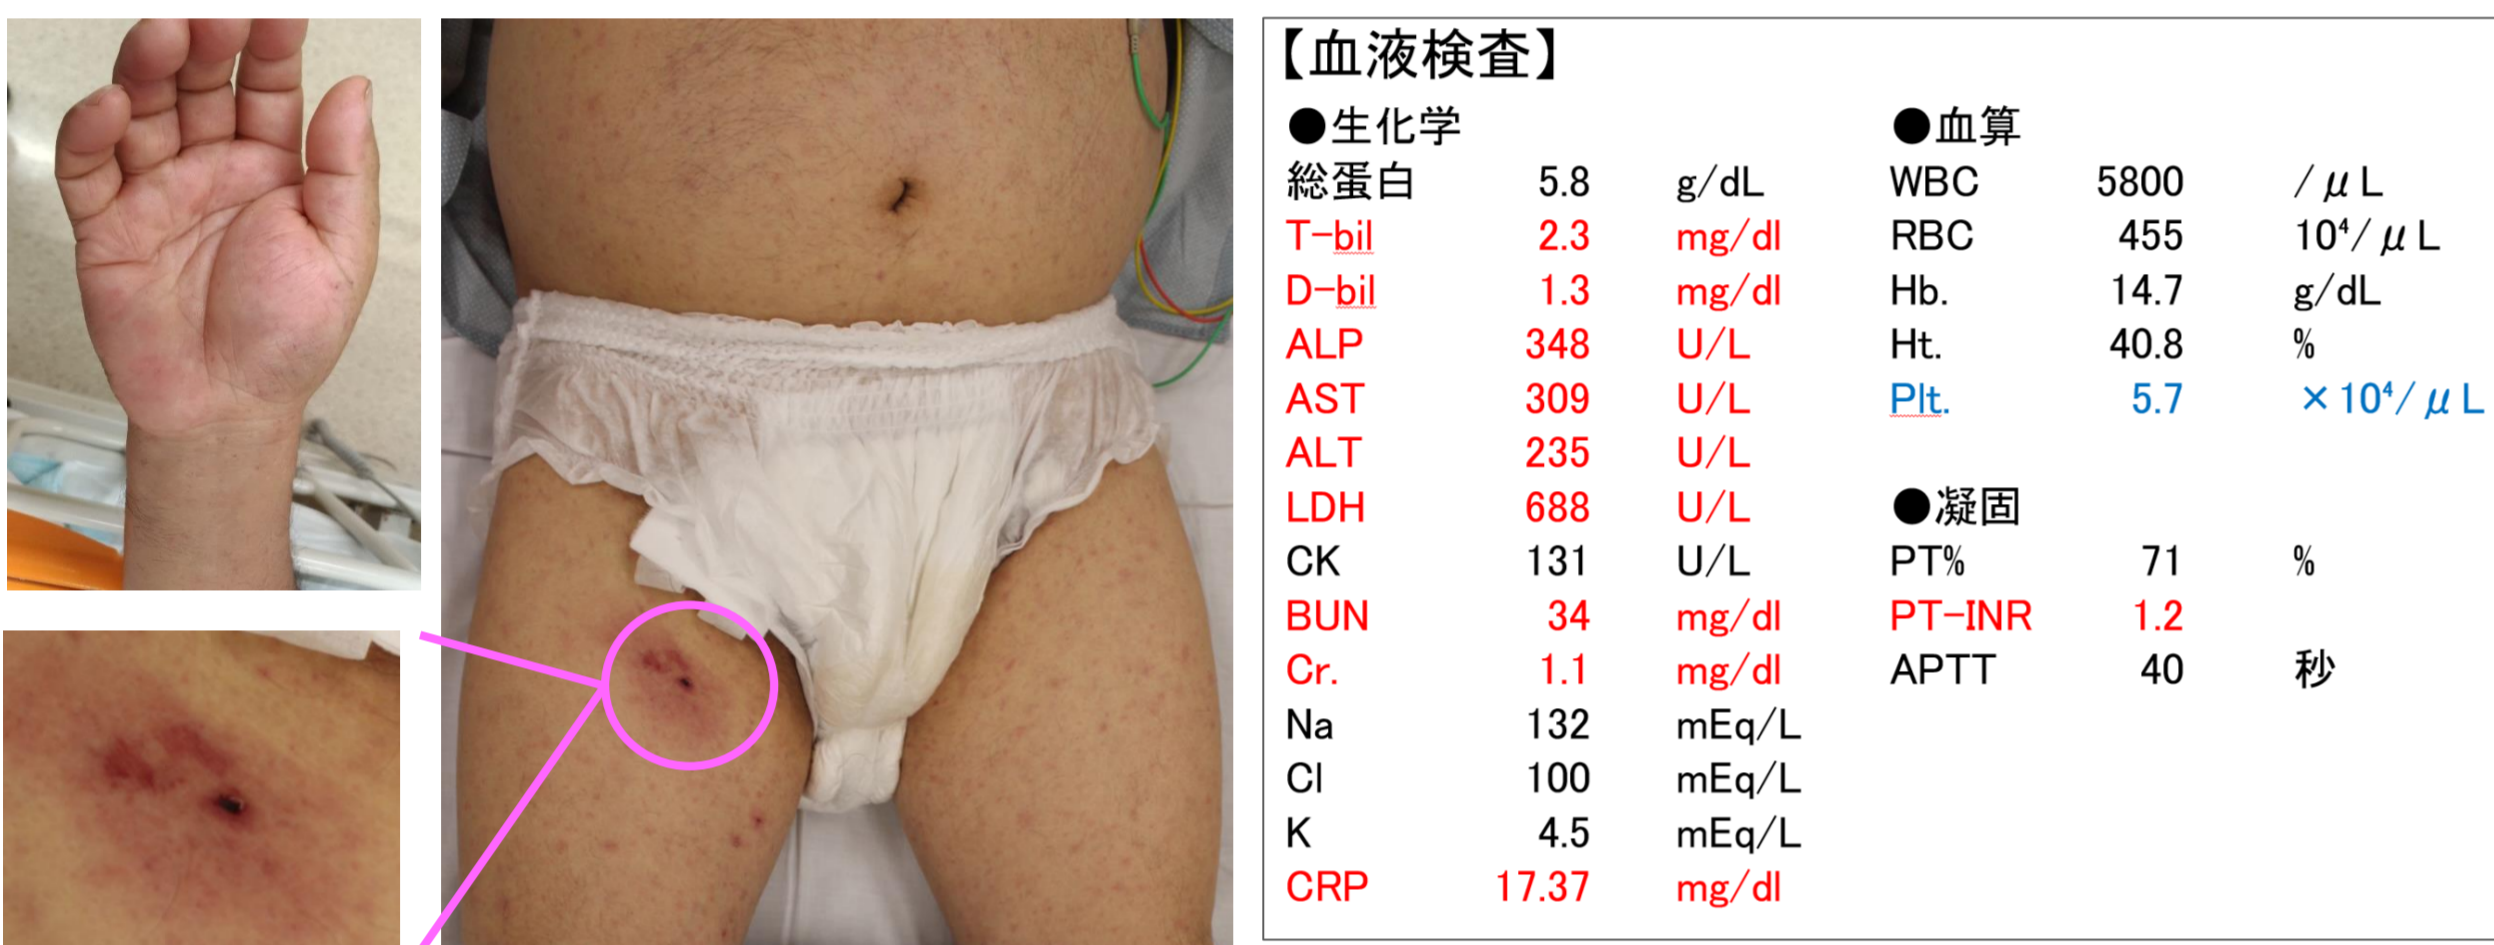 【血液検査】
●生化学
総蛋白 5.8 g/dL
T-bil 2.3 mg/dl
D-bil 1.3 mg/dl
ALP 348 U/L
AST 309 U/L
ALT 235 U/L
LDH 688 U/L
CK 131 U/L
BUN 34 mg/dl
Cr. 1.1 mg/dl
Na 132 mEq/L
Cl 100 mEq/L
K 4.5 mEq/L
CRP 17.37 mg/dl
●血算
WBC 5800 /μL
RBC 455 10⁴/μL
Hb. 14.7 g/dL
Ht. 40.8 %
Plt. 5.7 ×10⁴/μL
●凝固
PT% 71 %
PT-INR 1.2
APTT 40 秒